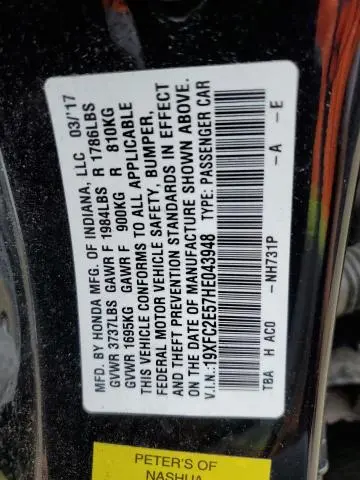 MFD. BY HONDA MFG. OF INDIANA, LLC 03/'17
GVWR 3737LBS GAWR F 1984LBS R 1786LBS
GVWR 1695KG GAWR F 900KG R 810KG
THIS VEHICLE CONFORMS TO ALL APPLICABLE
FEDERAL MOTOR VEHICLE SAFETY, BUMPER,
AND THEFT PREVENTION STANDARDS IN EFFECT
ON THE DATE OF MANUFACTURE SHOWN ABOVE.
V.I.N.:19XFC2E57HE043948 TYPE: PASSENGER CAR
TBA H ACO -NH731P -A -E
PETER'S OF
NASHUA